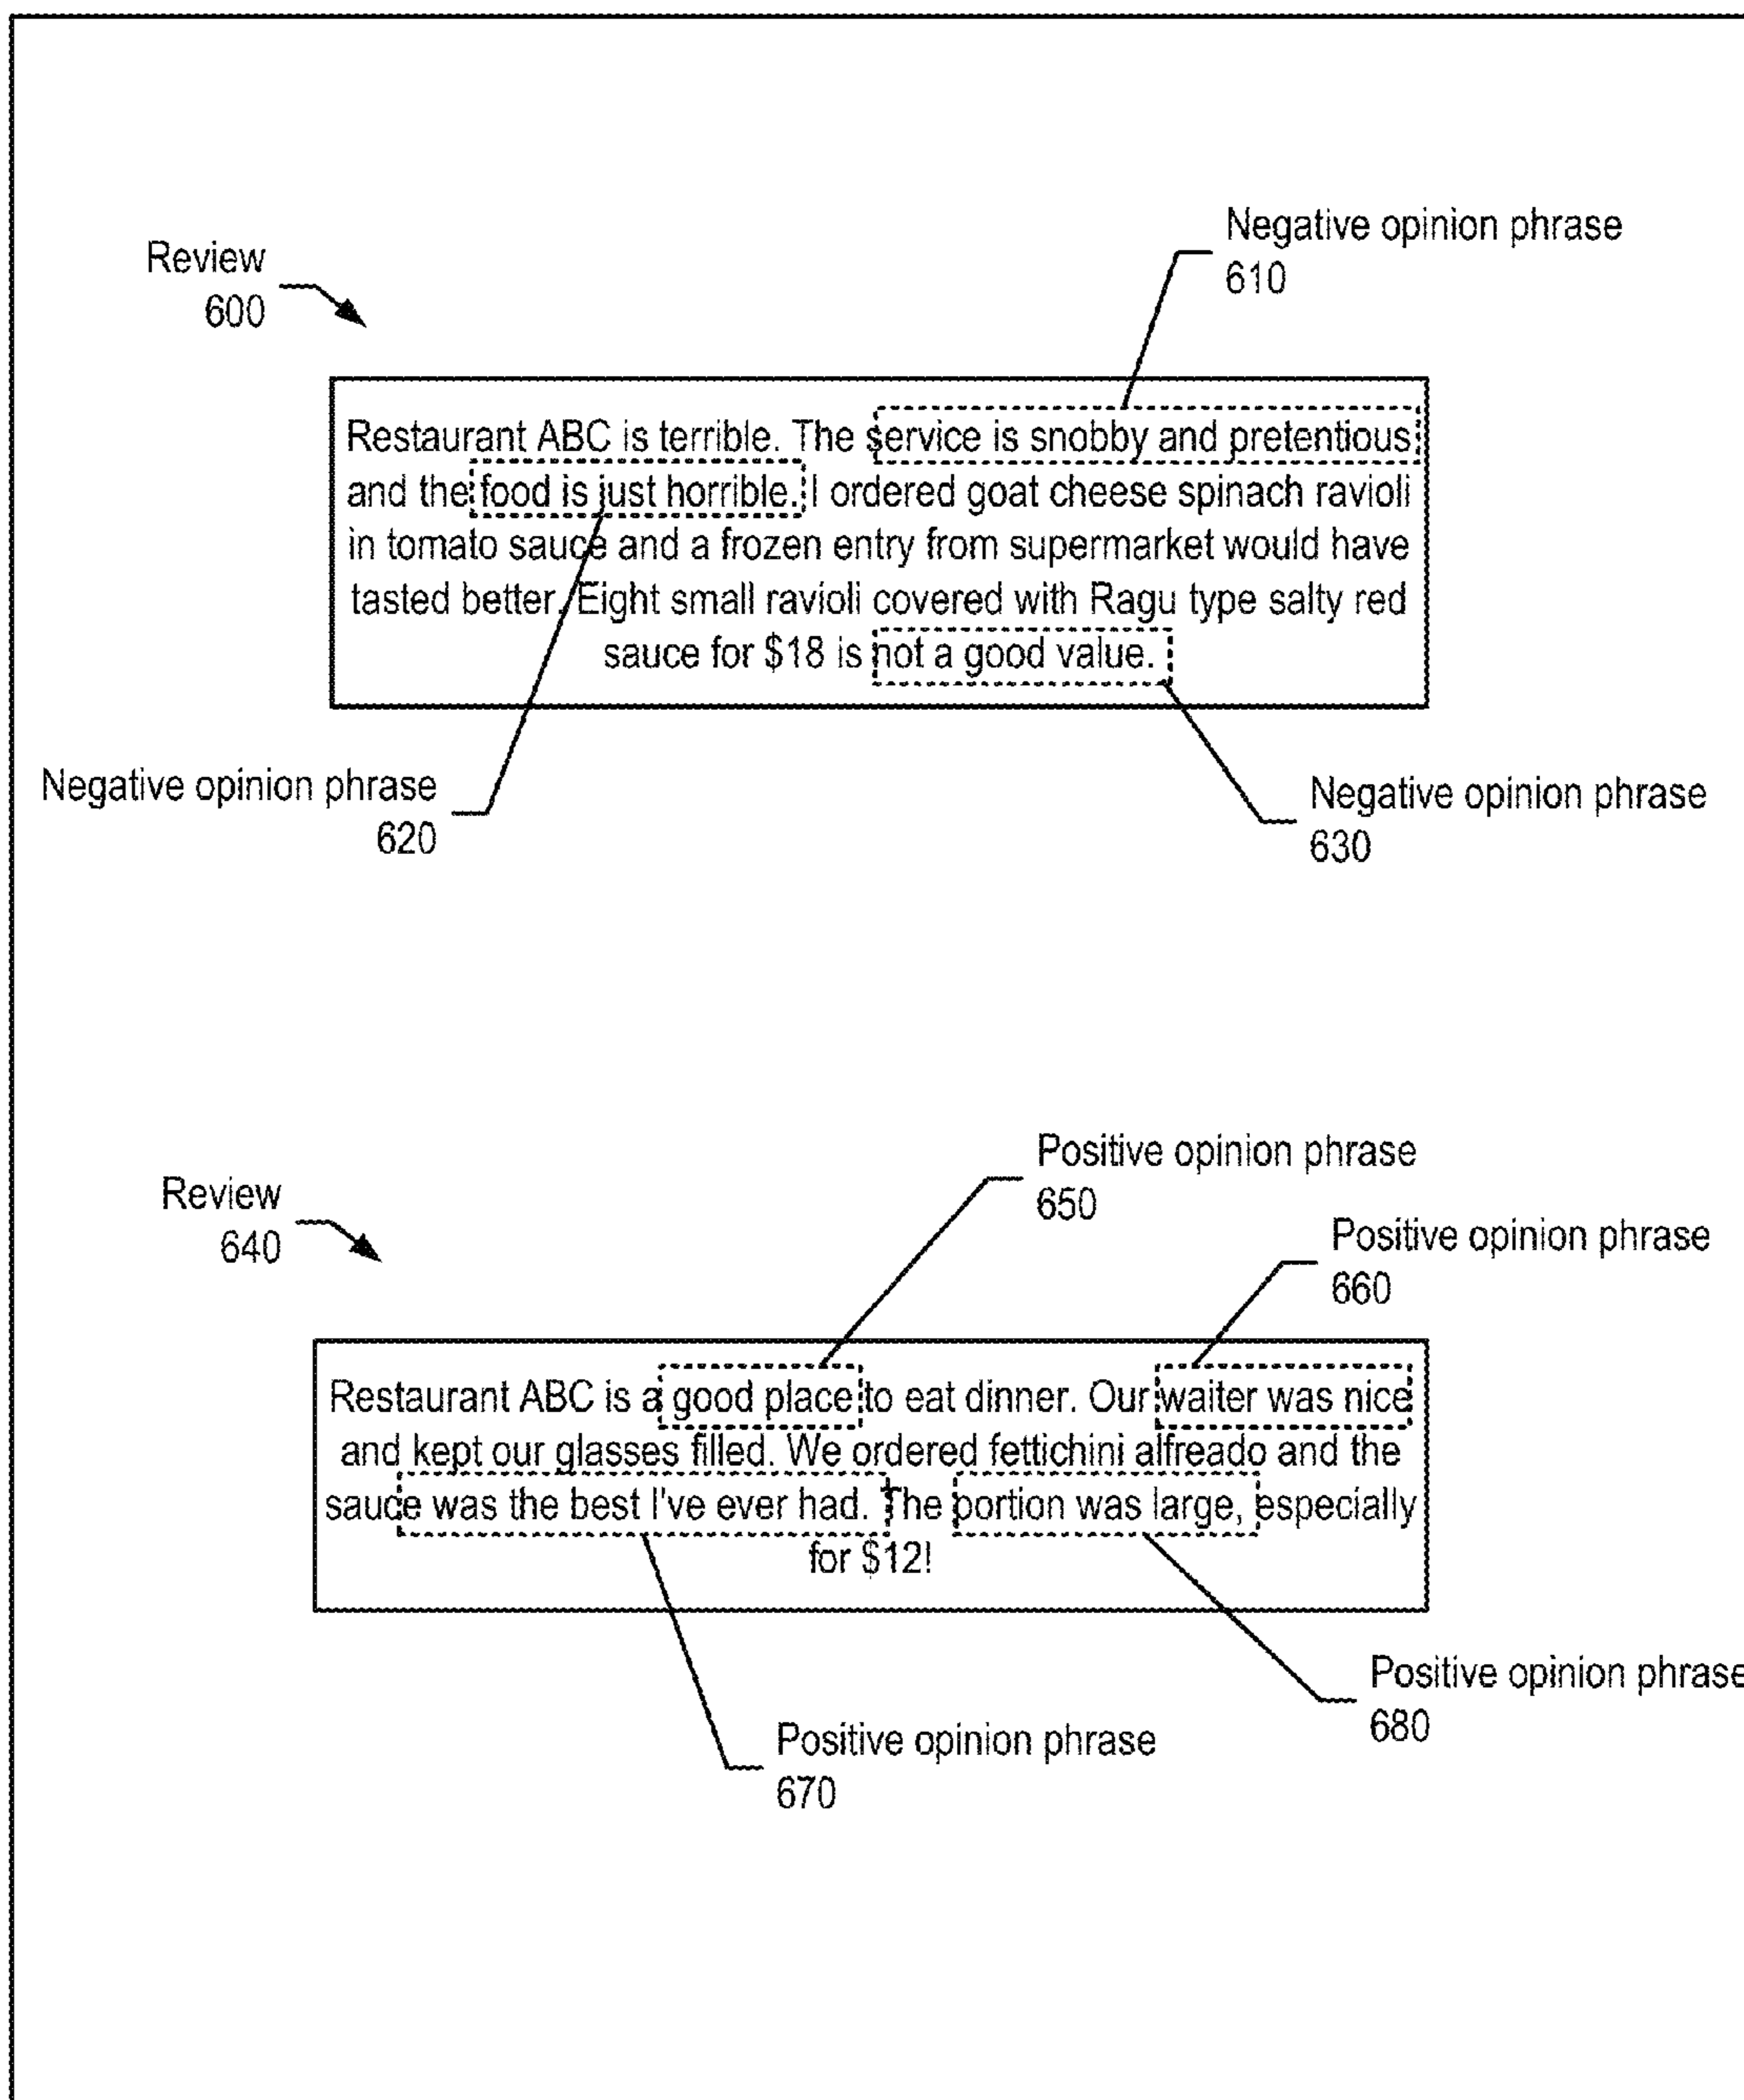 Negative opinion phrase
610
Review
600
Restaurant ABC is terrible. The service is snobby and pretentious
and the food is just horrible. I ordered goat cheese spinach ravioli
in tomato sauce and a frozen entry from supermarket would have
tasted better. Eight small ravioli covered with Ragu type salty red
sauce for $18 is not a good value.
Negative opinion phrase
620
Negative opinion phrase
630
Positive opinion phrase
650
Review
640
Positive opinion phrase
660
Restaurant ABC is a good place to eat dinner. Our waiter was nice
and kept our glasses filled. We ordered fettichini alfreado and the
sauce was the best I've ever had. The portion was large, especially
for $12!
Positive opinion phrase
680
Positive opinion phrase
670